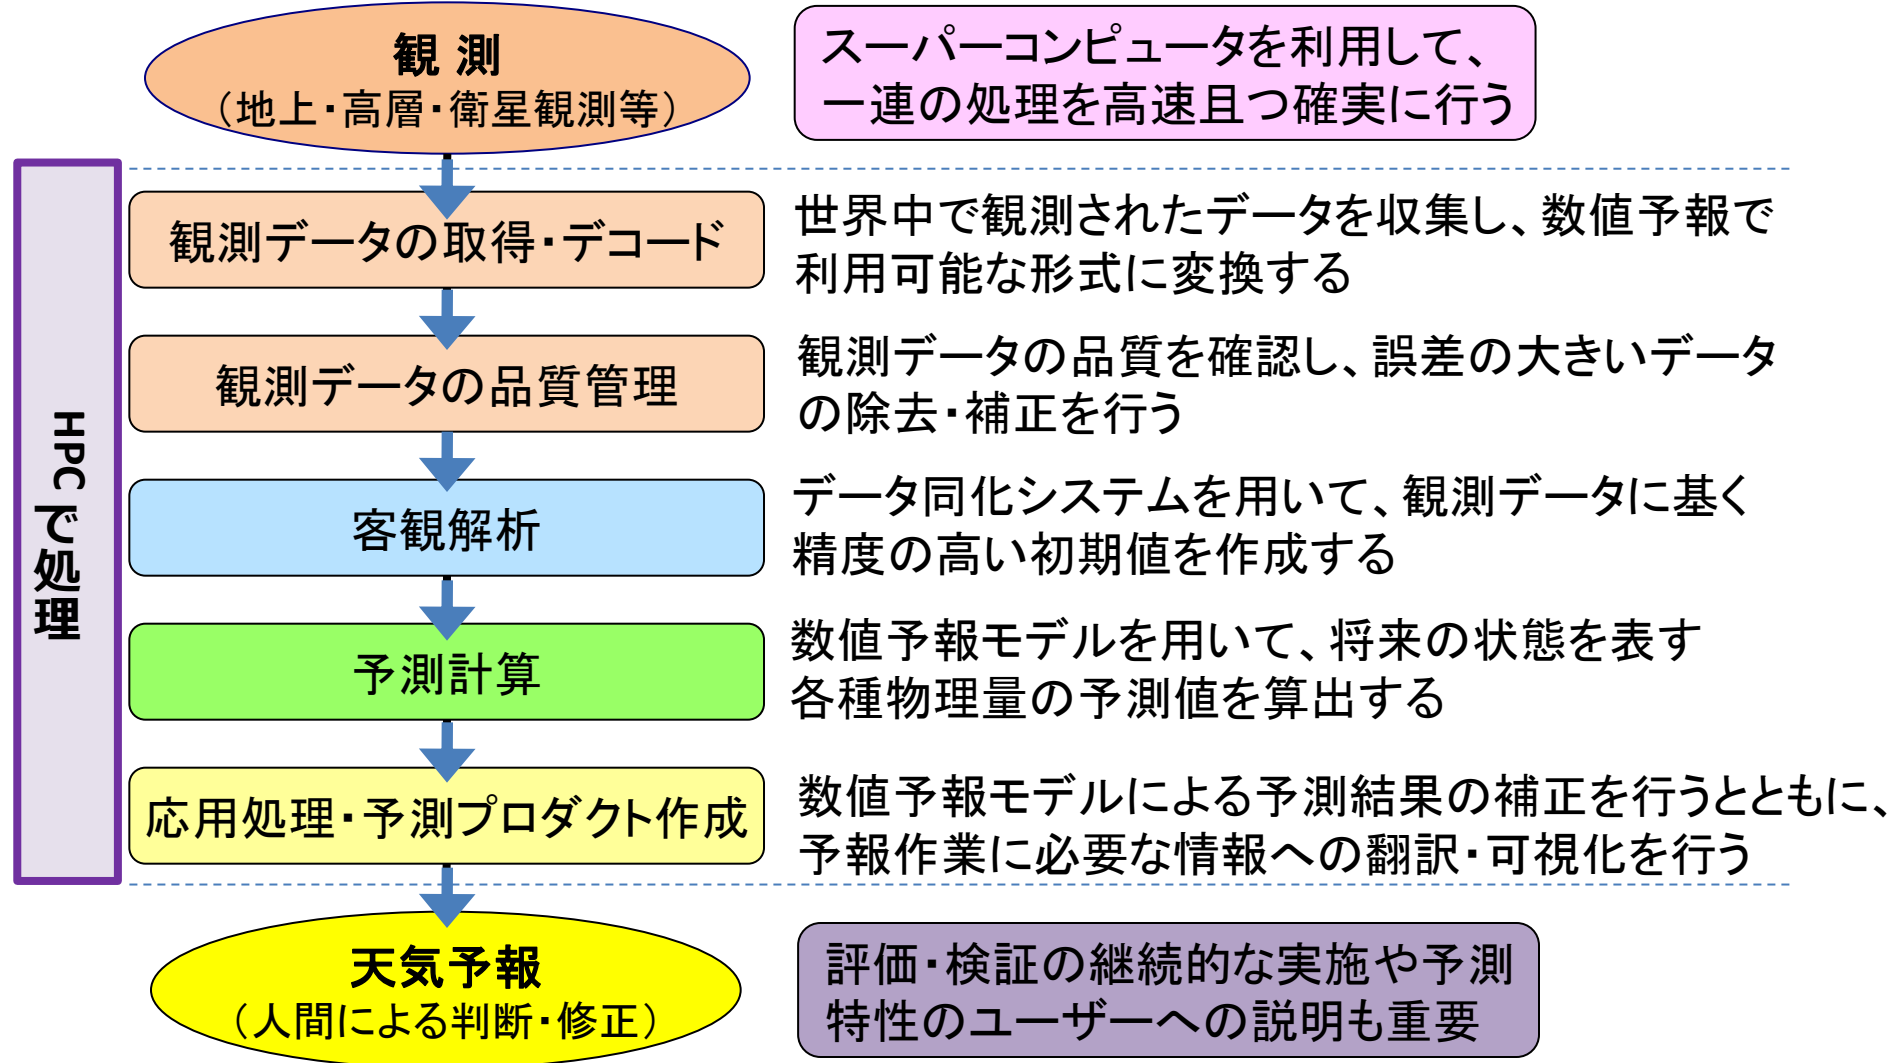 観 測
（地上・高層・衛星観測等）
スーパーコンピュータを利用して、
一連の処理を高速且つ確実に行う
HPCで処理
観測データの取得・デコード
世界中で観測されたデータを収集し、数値予報で
利用可能な形式に変換する
観測データの品質管理
観測データの品質を確認し、誤差の大きいデータ
の除去・補正を行う
客観解析
データ同化システムを用いて、観測データに基く
精度の高い初期値を作成する
予測計算
数値予報モデルを用いて、将来の状態を表す
各種物理量の予測値を算出する
応用処理・予測プロダクト作成
数値予報モデルによる予測結果の補正を行うとともに、
予報作業に必要な情報への翻訳・可視化を行う
天気予報
（人間による判断・修正）
評価・検証の継続的な実施や予測
特性のユーザーへの説明も重要